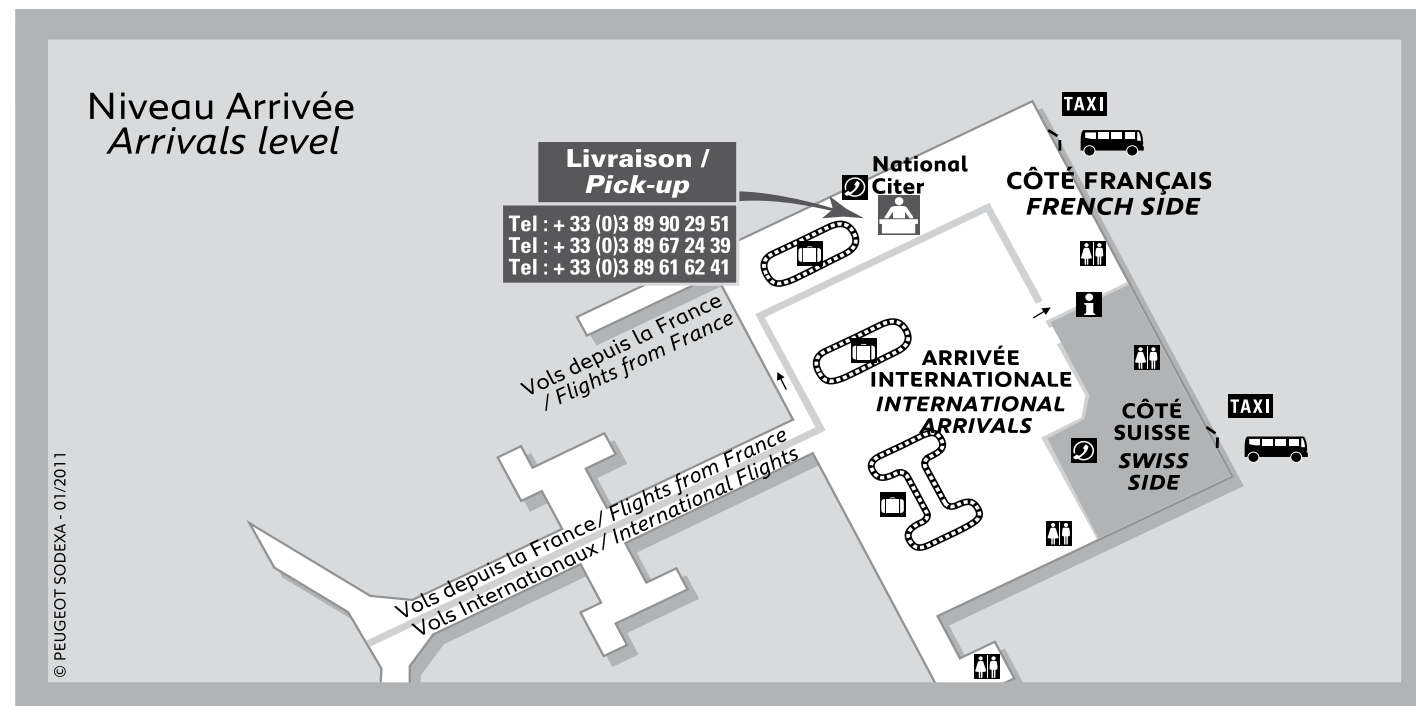 Niveau Arrivée
Arrivals level
Livraison /
Pick-up
Tel : + 33 (0)3 89 90 29 51
Tel : + 33 (0)3 89 67 24 39
Tel : + 33 (0)3 89 61 62 41
National
Citer
TAXI
CÔTÉ FRANÇAIS
FRENCH SIDE
Vols depuis la France
/ Flights from France
ARRIVÉE
INTERNATIONALE
INTERNATIONAL
ARRIVALS
TAXI
CÔTÉ
SUISSE
SWISS
SIDE
Vols depuis la France/ Flights from France
Vols Internationaux / International Flights
© PEUGEOT SODEXA - 01/2011